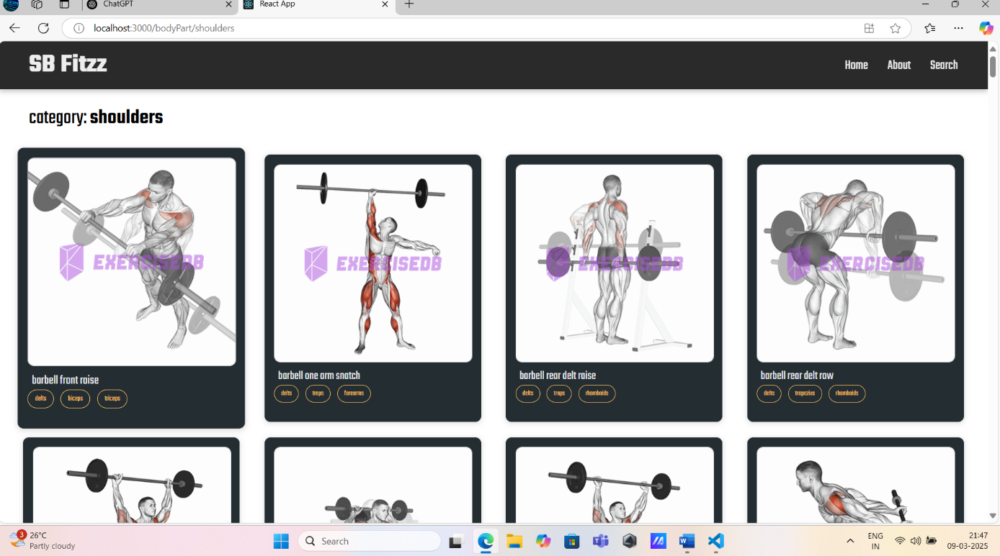 ChatGPT
React App
localhost:3000/bodyPart/shoulders
SB Fitzz
Home About Search
category: shoulders
EXERCISEDB
EXERCISEDB
EXERCISEDB
EXERCISEDB
barbell front raise
delts biceps triceps
barbell one arm snatch
delts traps forearms
barbell rear delt raise
delts traps rhomboids
barbell rear delt row
delts trapezius rhomboids
3
26°C
Partly cloudy
Search
ENG
IN
21:47
09-03-2025